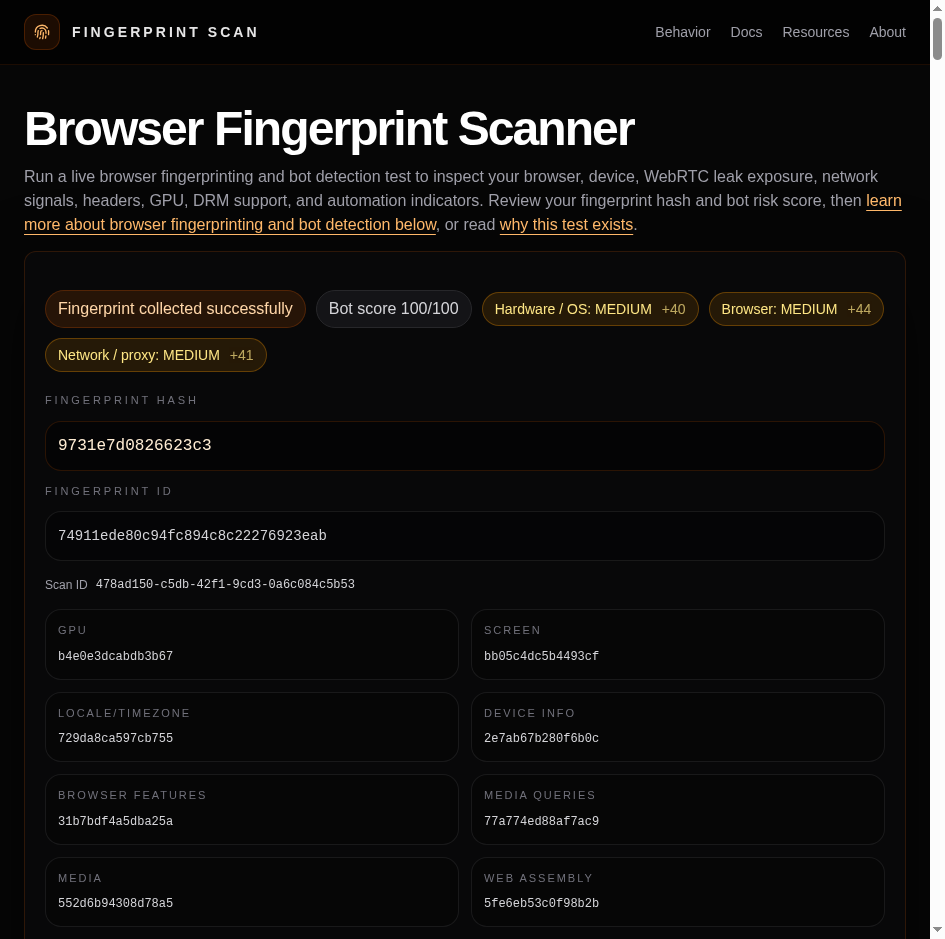 FINGERPRINT SCAN
Behavior Docs Resources About
Browser Fingerprint Scanner
Run a live browser fingerprinting and bot detection test to inspect your browser, device, WebRTC leak exposure, network
signals, headers, GPU, DRM support, and automation indicators. Review your fingerprint hash and bot risk score, then learn
more about browser fingerprinting and bot detection below, or read why this test exists.
Fingerprint collected successfully Bot score 100/100 Hardware / OS: MEDIUM +40 Browser: MEDIUM +44
Network / proxy: MEDIUM +41
FINGERPRINT HASH
9731e7d0826623c3
FINGERPRINT ID
74911ede80c94fc894c8c22276923eab
Scan ID 478ad150-c5db-42f1-9cd3-0a6c084c5b53
GPU
b4e0e3dcabdb3b67
SCREEN
bb05c4dc5b4493cf
LOCALE/TIMEZONE
729da8ca597cb755
DEVICE INFO
2e7ab67b280f6b0c
BROWSER FEATURES
31b7bdf4a5dba25a
MEDIA QUERIES
77a774ed88af7ac9
MEDIA
552d6b94308d78a5
WEB ASSEMBLY
5fe6eb53c0f98b2b